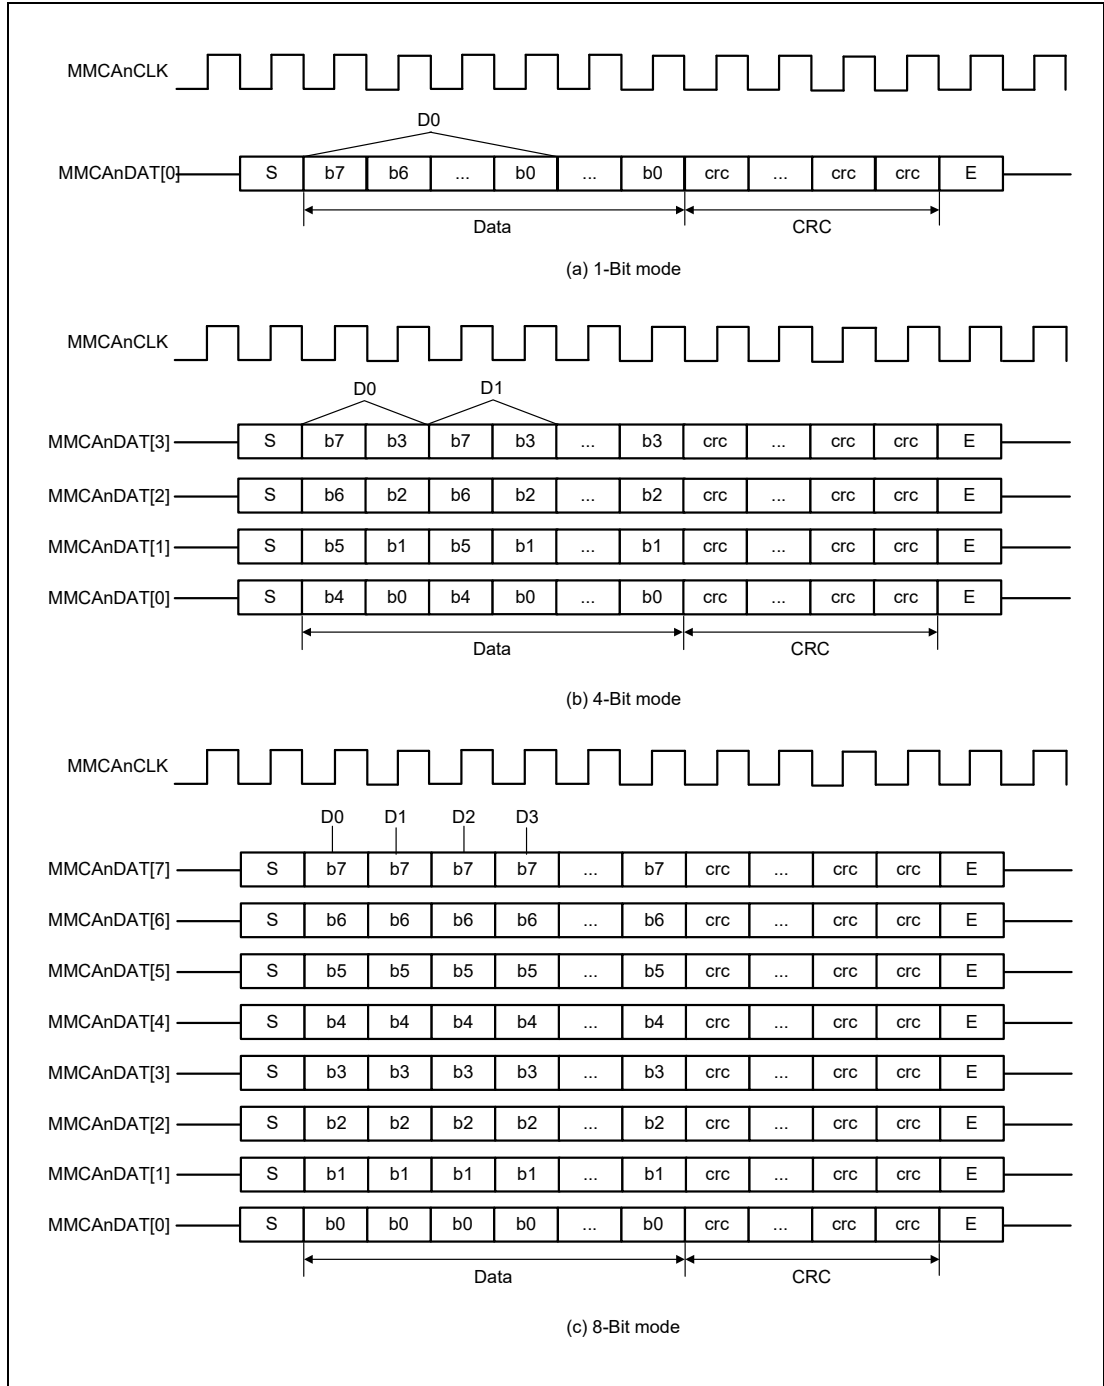 MMCAnCLK
D0
MMCAnDAT[0] S b7 b6 ... b0 ... b0 crc ... crc crc E
Data CRC
(a) 1-Bit mode
MMCAnCLK
D0 D1
MMCAnDAT[3] S b7 b3 b7 b3 ... b3 crc ... crc crc E
MMCAnDAT[2] S b6 b2 b6 b2 ... b2 crc ... crc crc E
MMCAnDAT[1] S b5 b1 b5 b1 ... b1 crc ... crc crc E
MMCAnDAT[0] S b4 b0 b4 b0 ... b0 crc ... crc crc E
Data CRC
(b) 4-Bit mode
MMCAnCLK
D0 D1 D2 D3
MMCAnDAT[7] S b7 b7 b7 b7 ... b7 crc ... crc crc E
MMCAnDAT[6] S b6 b6 b6 b6 ... b6 crc ... crc crc E
MMCAnDAT[5] S b5 b5 b5 b5 ... b5 crc ... crc crc E
MMCAnDAT[4] S b4 b4 b4 b4 ... b4 crc ... crc crc E
MMCAnDAT[3] S b3 b3 b3 b3 ... b3 crc ... crc crc E
MMCAnDAT[2] S b2 b2 b2 b2 ... b2 crc ... crc crc E
MMCAnDAT[1] S b1 b1 b1 b1 ... b1 crc ... crc crc E
MMCAnDAT[0] S b0 b0 b0 b0 ... b0 crc ... crc crc E
Data CRC
(c) 8-Bit mode